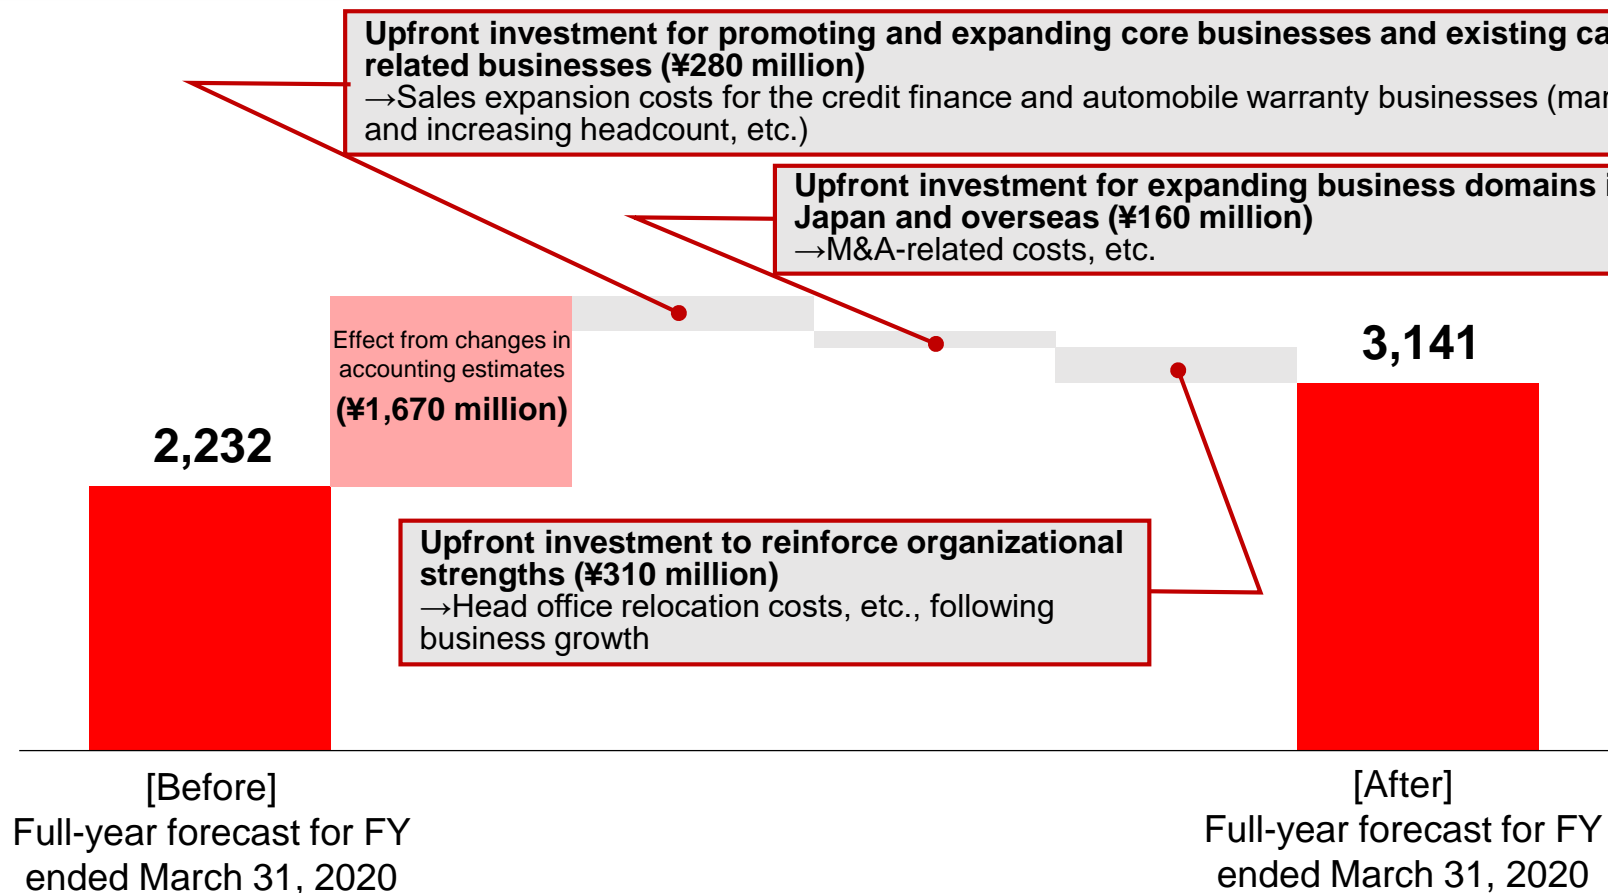 Upfront investment for promoting and expanding core businesses and existing
related businesses (¥280 million)
→Sales expansion costs for the credit finance and automobile warranty businesses
and increasing headcount, etc.)
Upfront investment for expanding business domains
Japan and overseas (¥160 million)
→M&A-related costs, etc.
Effect from changes in
accounting estimates
(¥1,670 million)
2,232
3,141
Upfront investment to reinforce organizational
strengths (¥310 million)
→Head office relocation costs, etc., following
business growth
[Before]
Full-year forecast for FY
ended March 31, 2020
[After]
Full-year forecast for FY
ended March 31, 2020